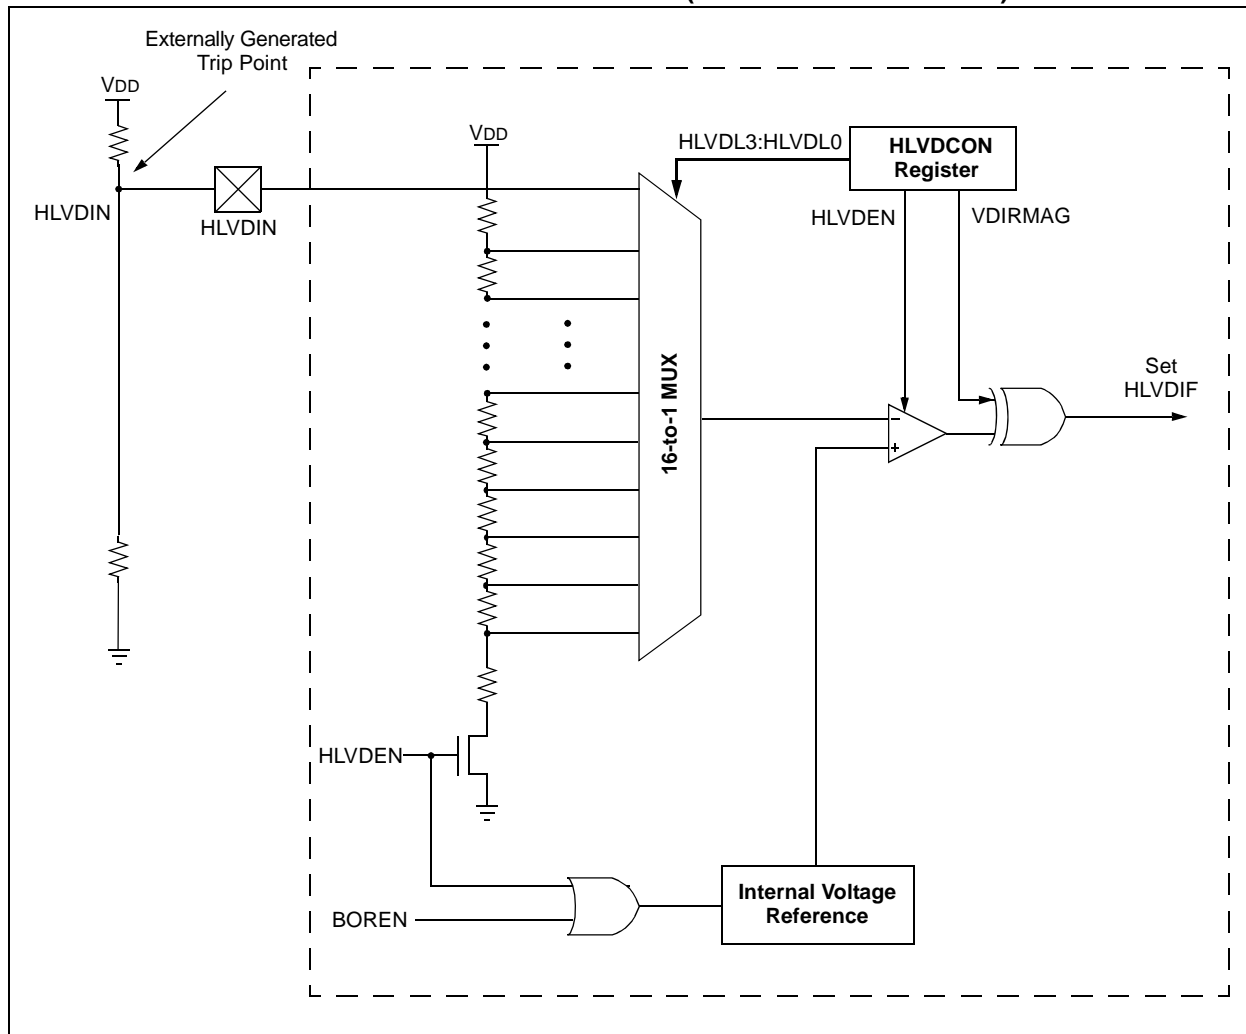 Externally Generated
Trip Point
VDD
VDD
HLVDL3:HLVDL0
HLVDCON
Register
HLVDIN
HLVDIN
HLVDEN
VDIRMAG
16-to-1 MUX
Set
HLVDIF
–
+
HLVDEN
BOREN
Internal Voltage
Reference